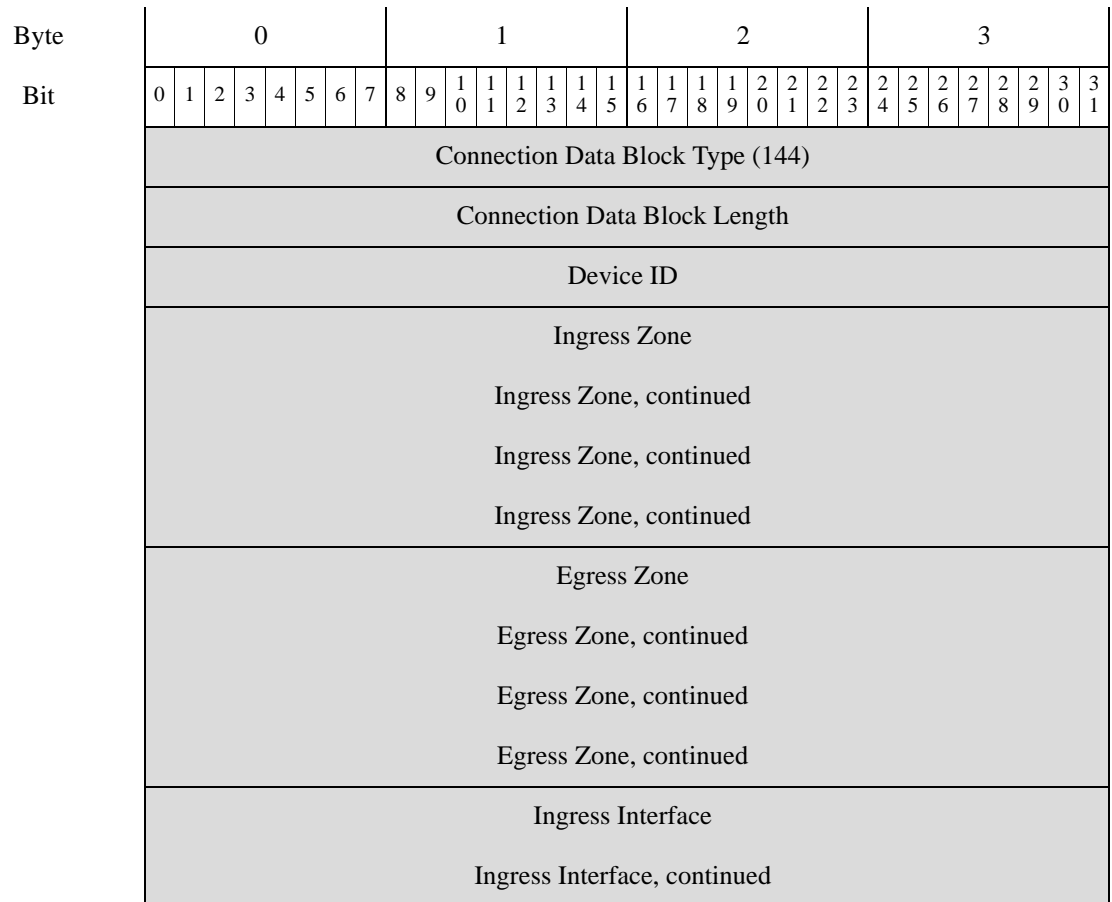 Byte 0 1 2 3
Bit 0 1 2 3 4 5 6 7 8 9 10 11 12 13 14 15 16 17 18 19 20 21 22 23 24 25 26 27 28 29 30 31
Connection Data Block Type (144)
Connection Data Block Length
Device ID
Ingress Zone
Ingress Zone, continued
Ingress Zone, continued
Ingress Zone, continued
Egress Zone
Egress Zone, continued
Egress Zone, continued
Egress Zone, continued
Ingress Interface
Ingress Interface, continued